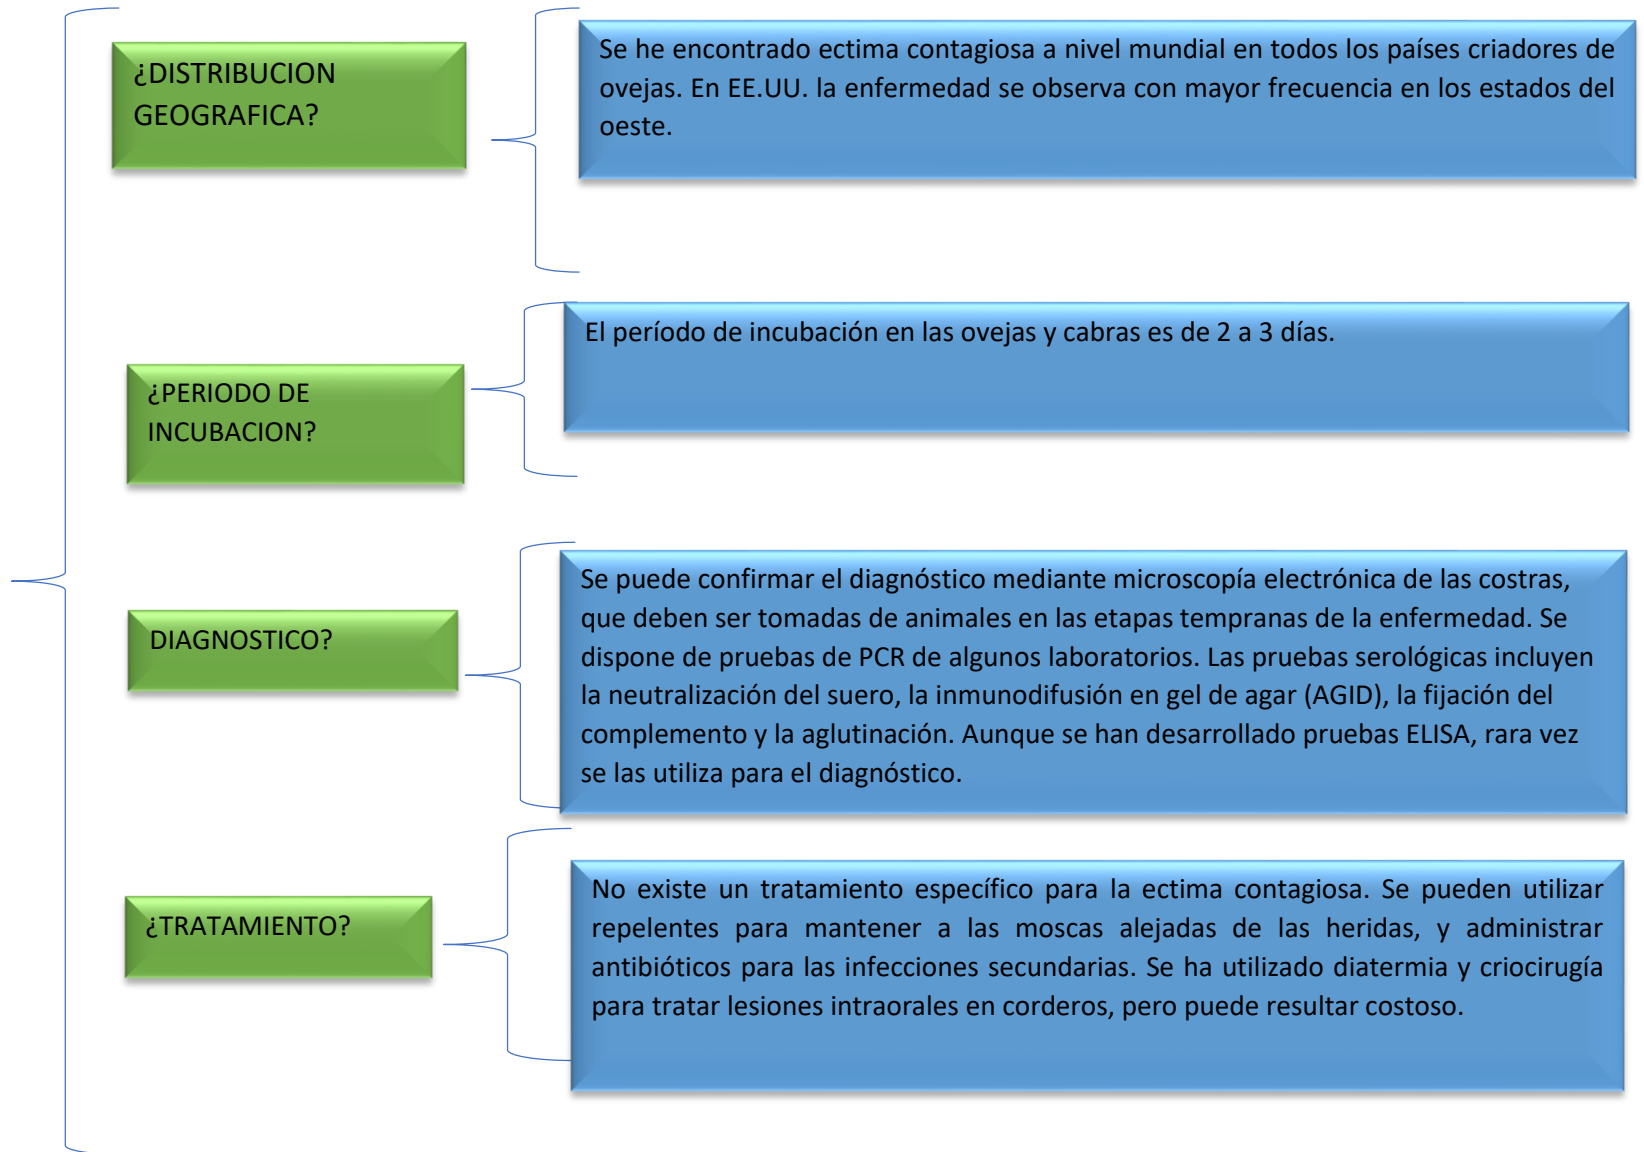 ¿DISTRIBUCION
GEOGRAFICA?
Se he encontrado ectima contagiosa a nivel mundial en todos los países criadores de
ovejas. En EE.UU. la enfermedad se observa con mayor frecuencia en los estados del
oeste.
¿PERIODO DE
INCUBACION?
El período de incubación en las ovejas y cabras es de 2 a 3 días.
DIAGNOSTICO?
Se puede confirmar el diagnóstico mediante microscopía electrónica de las costras,
que deben ser tomadas de animales en las etapas tempranas de la enfermedad. Se
dispone de pruebas de PCR de algunos laboratorios. Las pruebas serológicas incluyen
la neutralización del suero, la inmunodifusión en gel de agar (AGID), la fijación del
complemento y la aglutinación. Aunque se han desarrollado pruebas ELISA, rara vez
se las utiliza para el diagnóstico.
¿TRATAMIENTO?
No existe un tratamiento específico para la ectima contagiosa. Se pueden utilizar
repelentes para mantener a las moscas alejadas de las heridas, y administrar
antibióticos para las infecciones secundarias. Se ha utilizado diatermia y criocirugía
para tratar lesiones intraorales en corderos, pero puede resultar costoso.